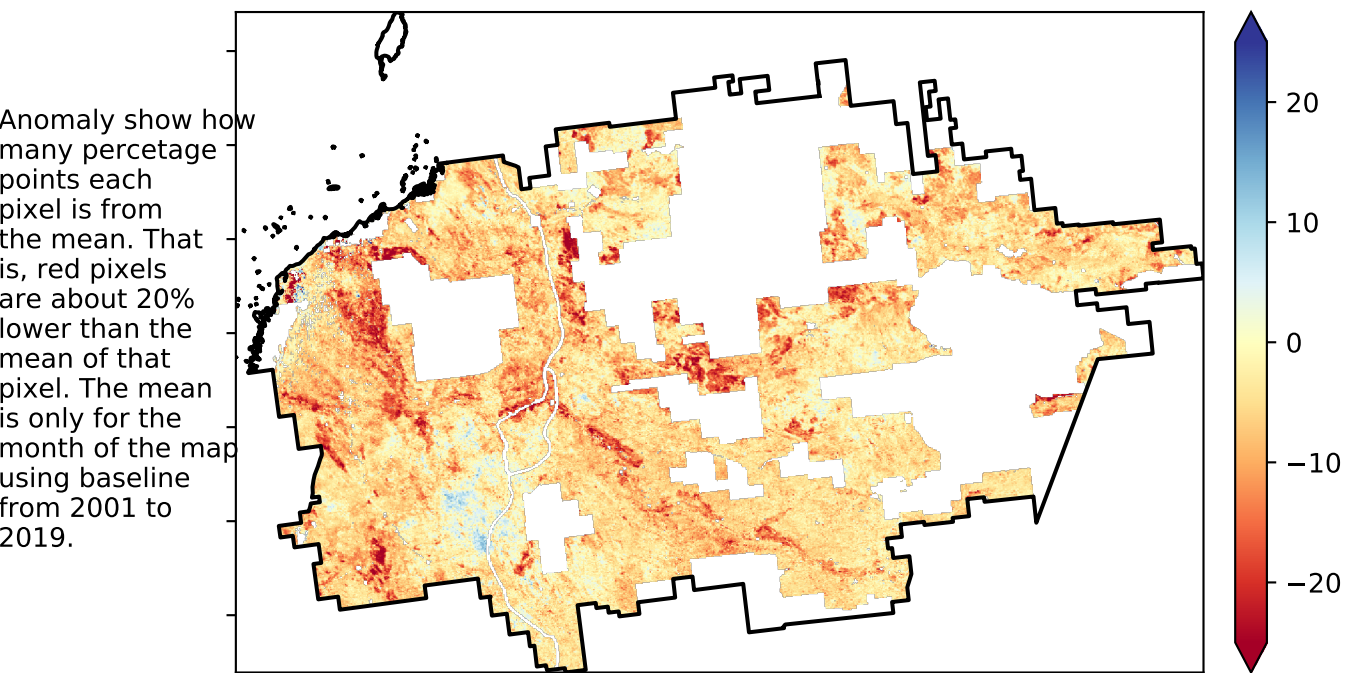 Anomaly show how
many percetage
points each
pixel is from
the mean. That
is, red pixels
are about 20%
lower than the
mean of that
pixel. The mean
is only for the
month of the map
using baseline
from 2001 to
2019.
20
10
0
−10
−20